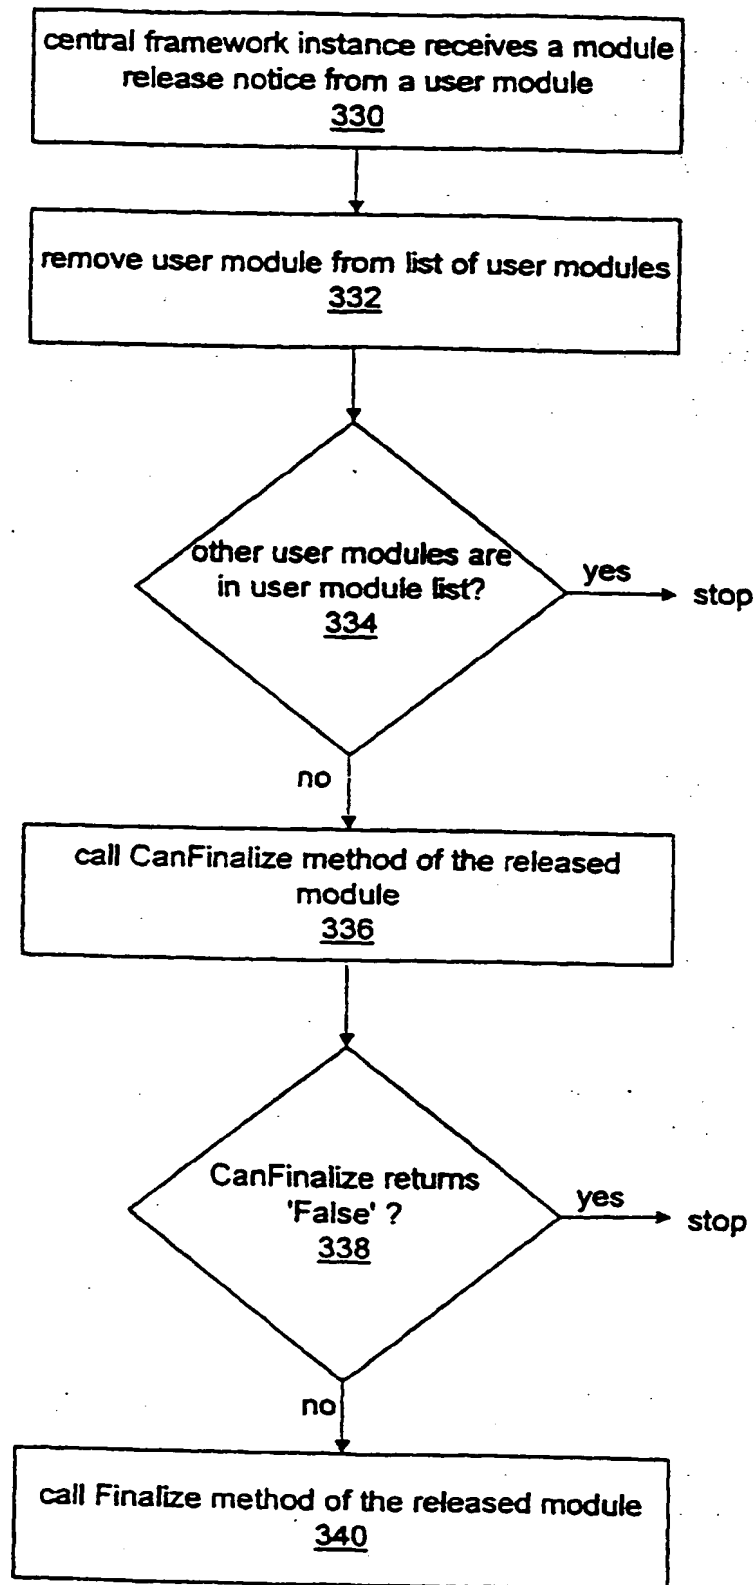 central framework instance receives a module
release notice from a user module
330
remove user module from list of user modules
332
other user modules are
in user module list?
334
yes
stop
no
call CanFinalize method of the released
module
336
CanFinalize returns
'False' ?
338
yes
stop
no
call Finalize method of the released module
340